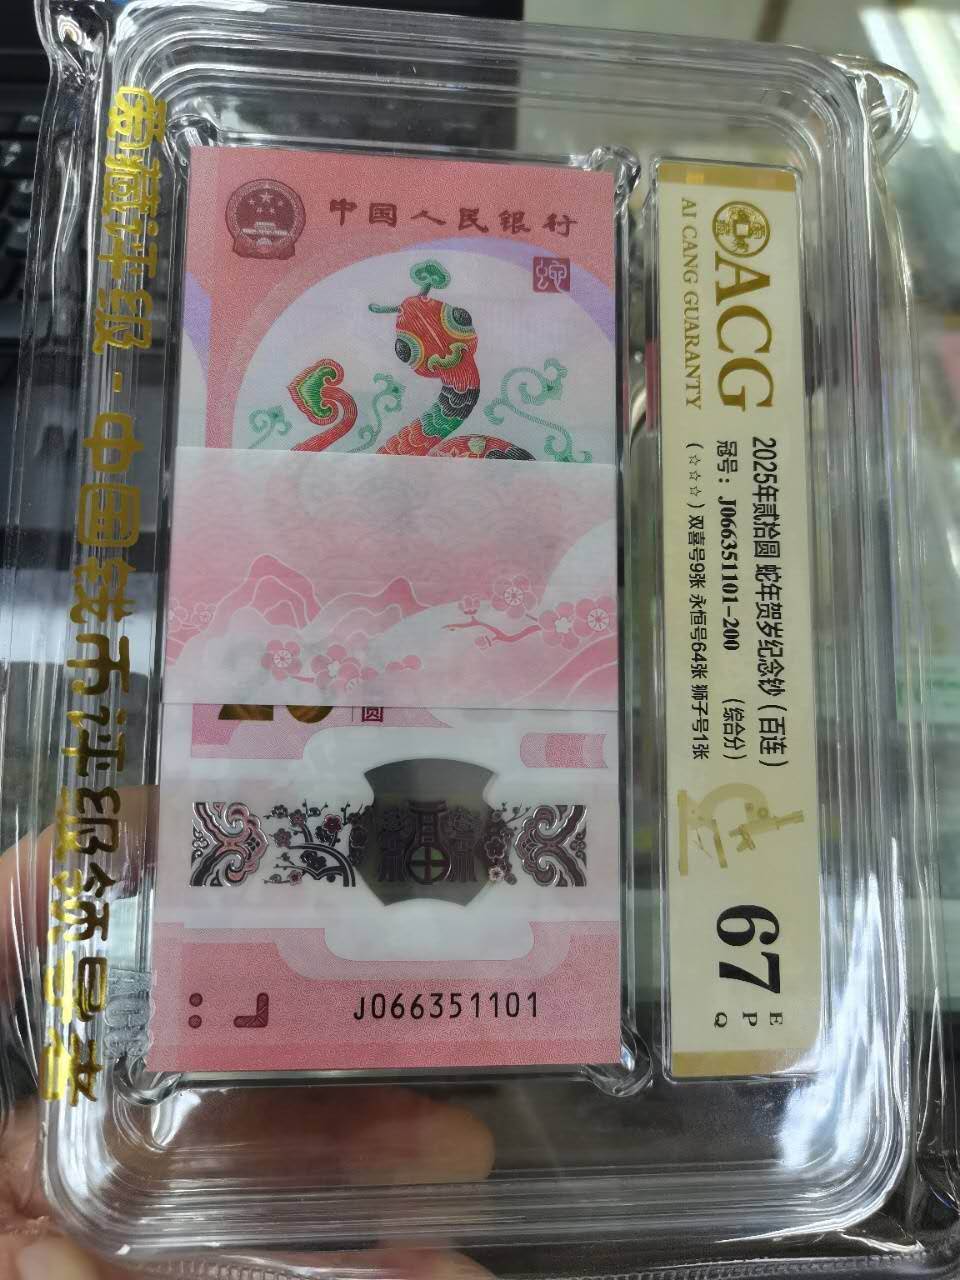 爱藏评级-中国钱币评级领导者
中国人民银行
圆
J066351101
ACG
AI CANG GUARANTY
2025年贰拾圆 蛇年贺岁纪念钞(百连)
冠号：J066351101-200 (综合分)
(☆☆☆) 双喜号9张 永恒号64张 狮子号1张
67
E
P
Q